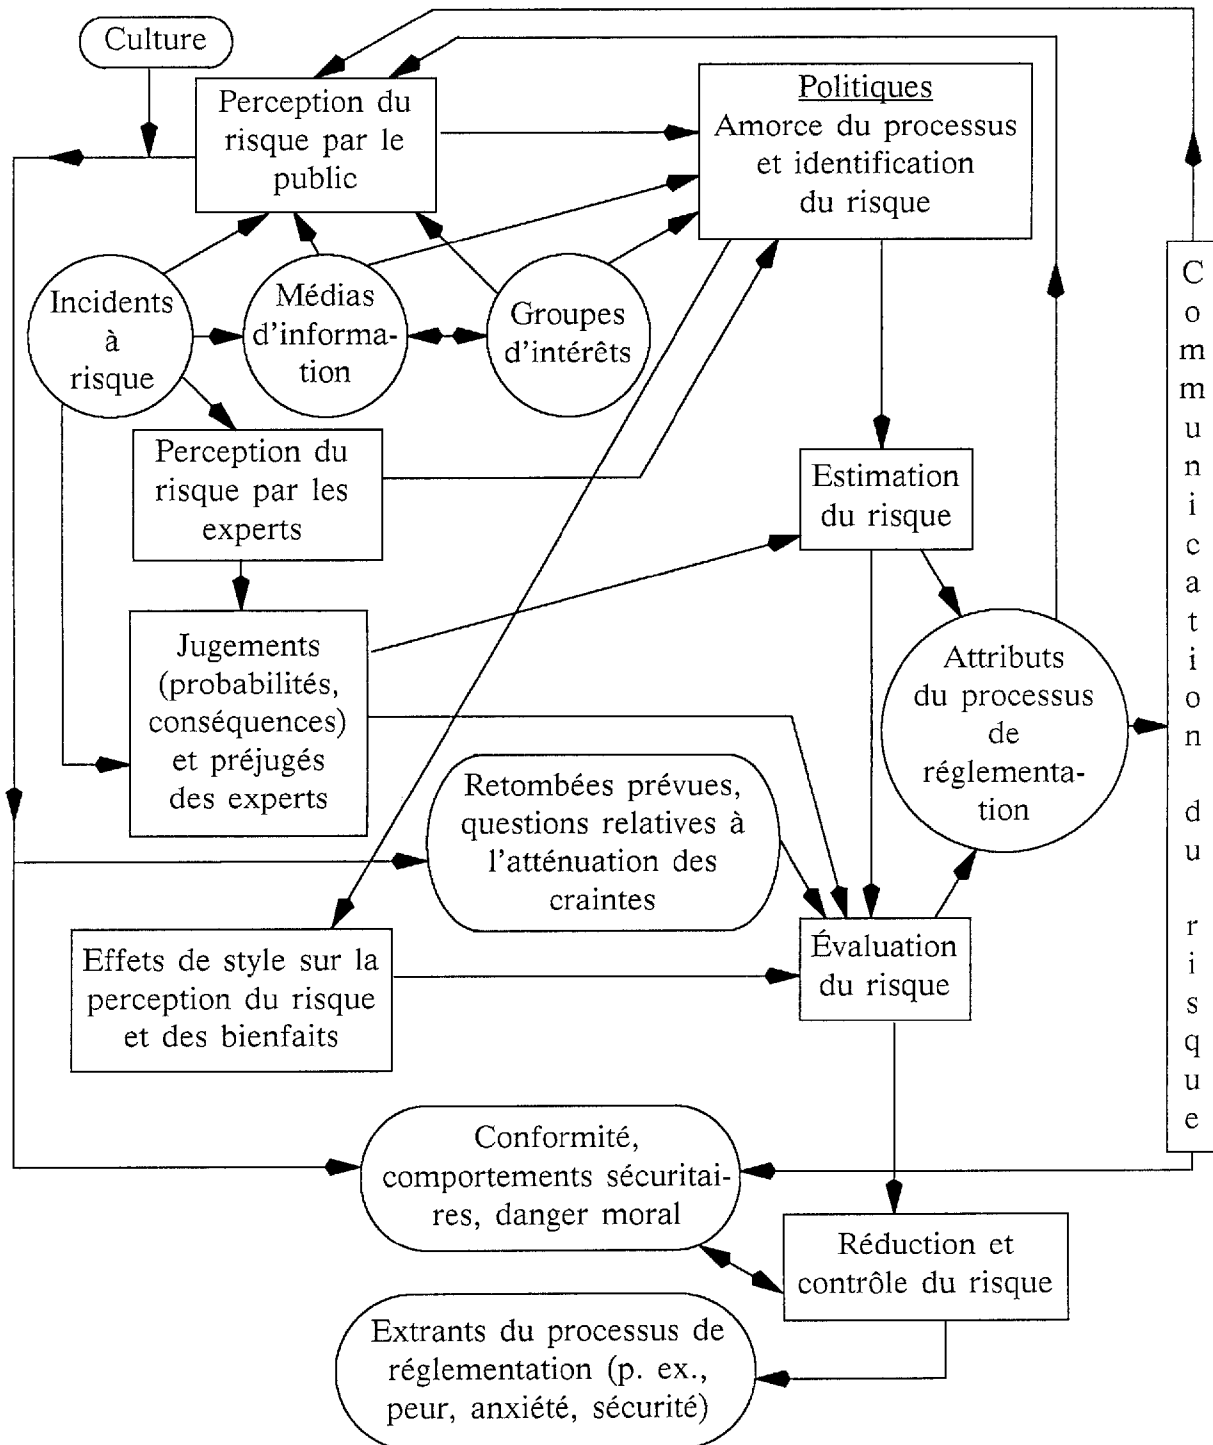 Culture
Perception du
risque par le
public
Politiques
Amorce du processus
et identification
du risque
Incidents
à
risque
Médias
d'informa-
tion
Groupes
d'intérêts
Perception du
risque par les
experts
Estimation
du risque
Jugements
(probabilités,
conséquences)
et préjugés
des experts
Attributs
du processus
de
réglementa-
tion
Retombées prévues,
questions relatives à
l'atténuation des
craintes
Effets de style sur la
perception du risque
et des bienfaits
Évaluation
du risque
Communication du risque
Conformité,
comportements sécuritai-
res, danger moral
Réduction et
contrôle du risque
Extrants du processus de
réglementation (p. ex.,
peur, anxiété, sécurité)